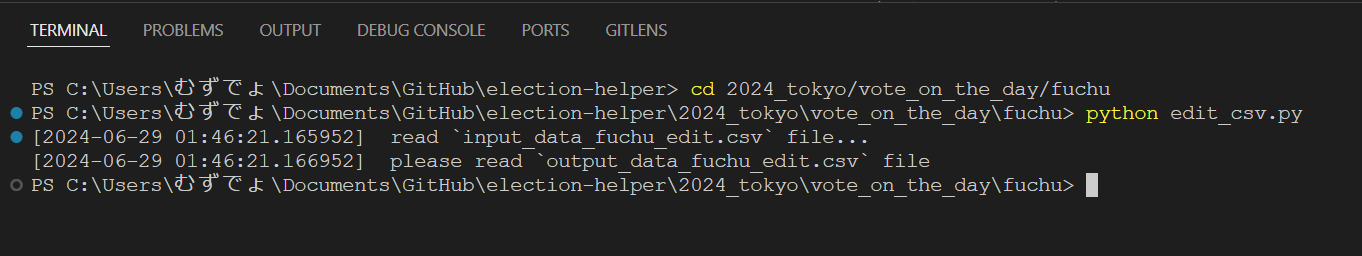 TERMINAL PROBLEMS OUTPUT DEBUG CONSOLE PORTS GITLENS
PS C:\Users\むずでょ\Documents\GitHub\election-helper> cd 2024_tokyo/vote_on_the_day/fuchu
PS C:\Users\むずでょ\Documents\GitHub\election-helper\2024_tokyo\vote_on_the_day\fuchu> python edit_csv.py
[2024-06-29 01:46:21.165952]  read `input_data_fuchu_edit.csv` file...
[2024-06-29 01:46:21.166952]  please read `output_data_fuchu_edit.csv` file
PS C:\Users\むずでょ\Documents\GitHub\election-helper\2024_tokyo\vote_on_the_day\fuchu>